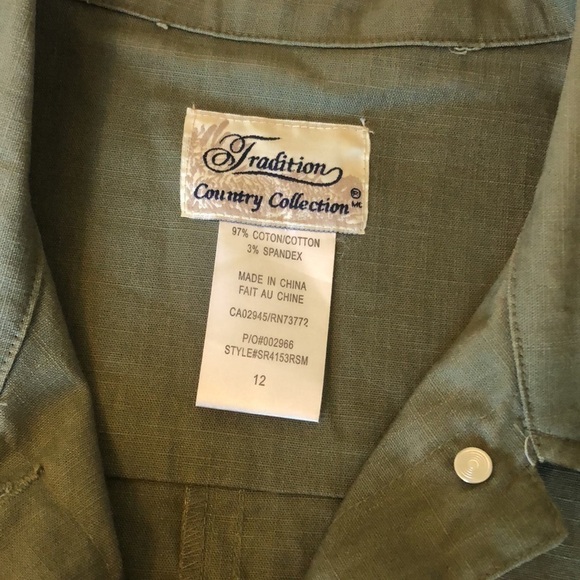 Tradition
Country Collection ®
MC
97% COTON/COTTON
3% SPANDEX
MADE IN CHINA
FAIT AU CHINE
CA02945/RN73772
P/O#002966
STYLE#SR4153RSM
12